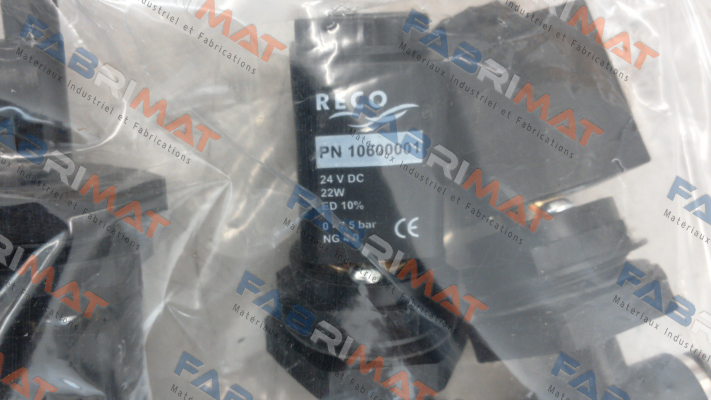 RECO
PN 10600001
24 V DC
22W
ED 10%
bar
NG
CE
FABRIMAT
Matériaux Industriel et Fabrications